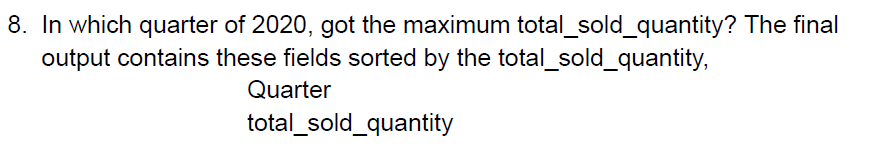 8. In which quarter of 2020, got the maximum total_sold_quantity? The final
output contains these fields sorted by the total_sold_quantity,
Quarter
total_sold_quantity